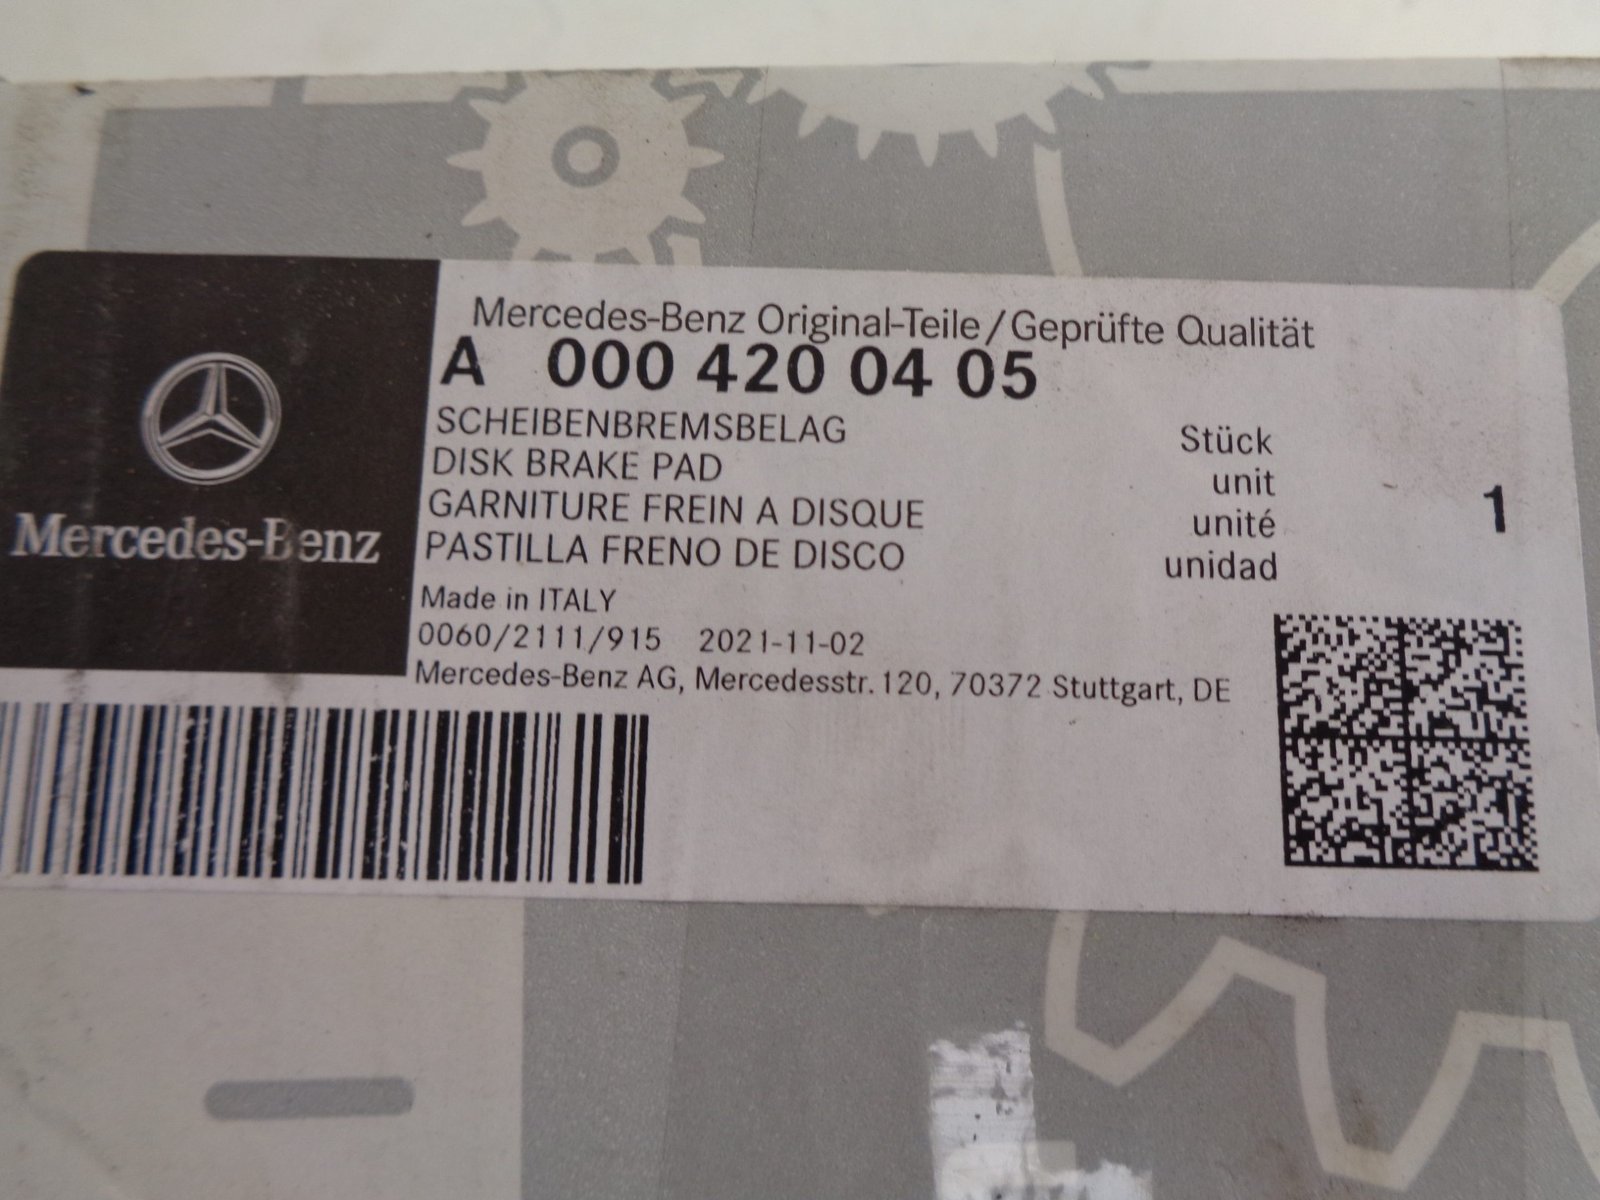 Mercedes-Benz
Mercedes-Benz Original-Teile/Geprüfte Qualität
A 000 420 04 05
SCHEIBENBREMSBELAG
DISK BRAKE PAD
GARNITURE FREIN A DISQUE
PASTILLA FRENO DE DISCO
Stück
unit
unité
unidad
1
Made in ITALY
0060/2111/915 2021-11-02
Mercedes-Benz AG, Mercedesstr. 120, 70372 Stuttgart, DE